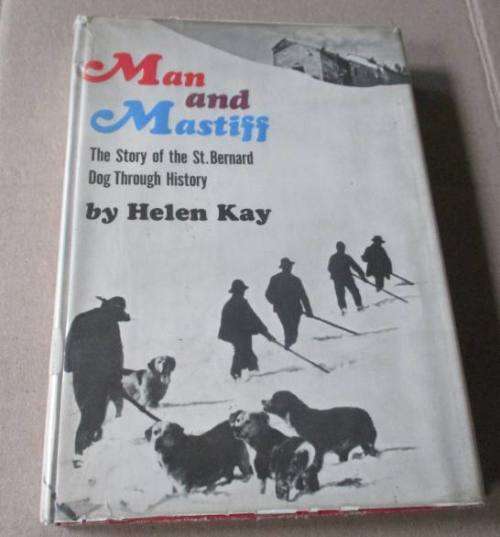 Man
and
Mastiff
The Story of the St. Bernard
Dog Through History
by Helen Kay